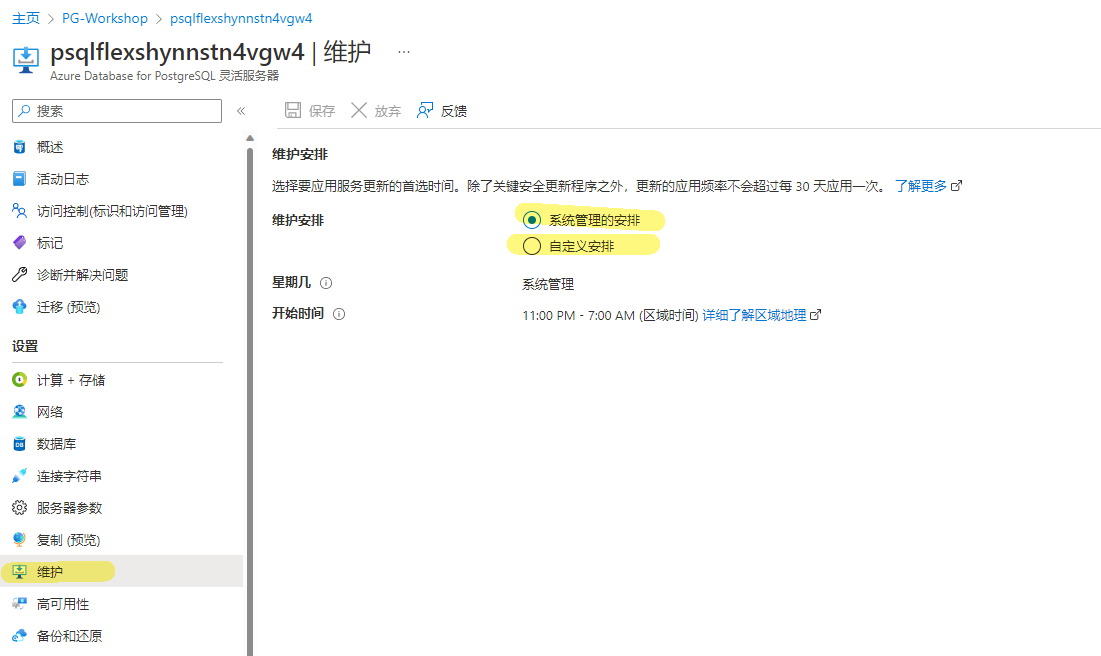 主页 > PG-Workshop > psqlflexshynnstn4vgw4
psqlflexshynnstn4vgw4 | 维护 ...
Azure Database for PostgreSQL 灵活服务器
搜索 «
保存 放弃 反馈
概述
活动日志
访问控制(标识和访问管理)
标记
诊断并解决问题
迁移 (预览)
设置
计算 + 存储
网络
数据库
连接字符串
服务器参数
复制 (预览)
维护
高可用性
备份和还原
维护安排
选择要应用服务更新的首选时间。除了关键安全更新程序之外，更新的应用频率不会超过每 30 天应用一次。 了解更多
维护安排 系统管理的安排
自定义安排
星期几 系统管理
开始时间 11:00 PM - 7:00 AM (区域时间) 详细了解区域地理